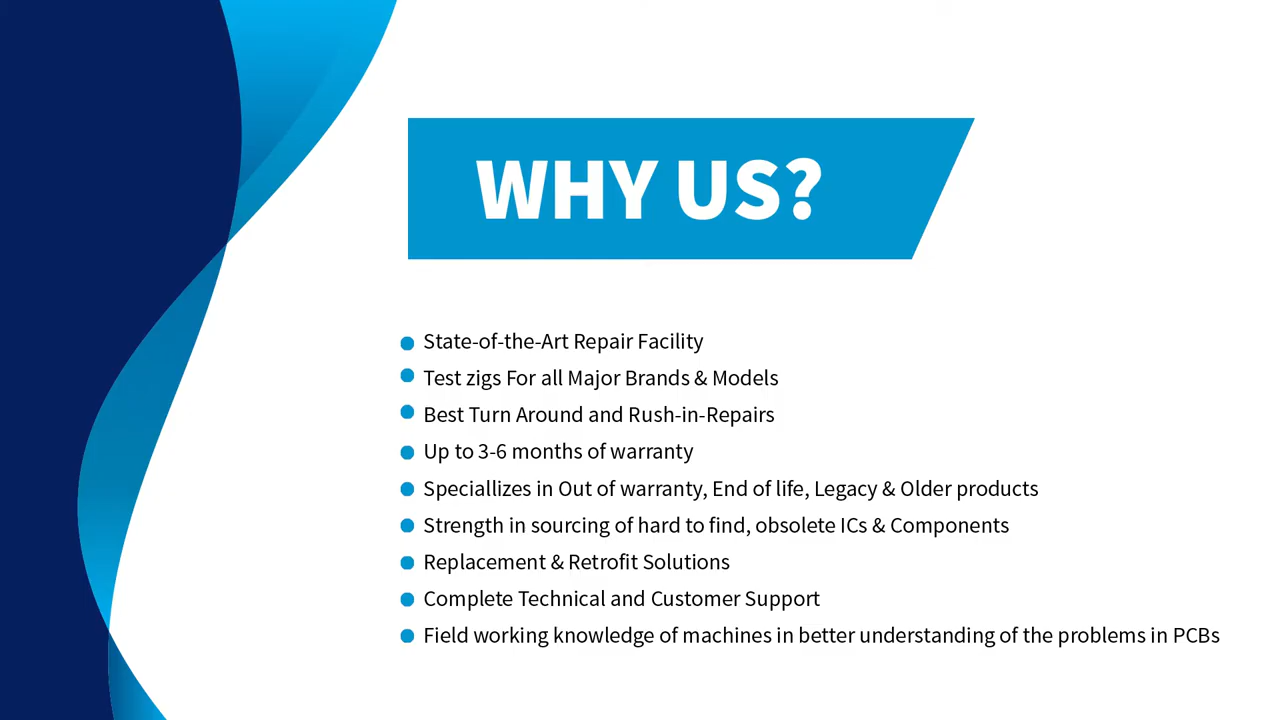 WHY US?
State-of-the-Art Repair Facility
Test zigs For all Major Brands & Models
Best Turn Around and Rush-in-Repairs
Up to 3-6 months of warranty
Speciallizes in Out of warranty, End of life, Legacy & Older products
Strength in sourcing of hard to find, obsolete ICs & Components
Replacement & Retrofit Solutions
Complete Technical and Customer Support
Field working knowledge of machines in better understanding of the problems in PCBs